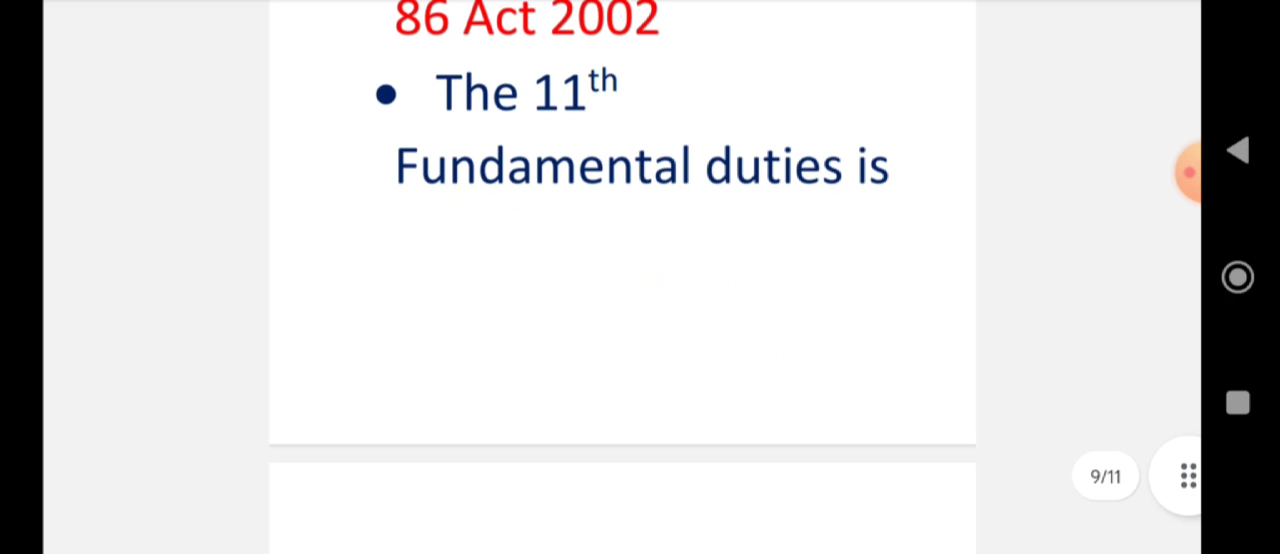 86 Act 2002
• The 11th
Fundamental duties is
9/11